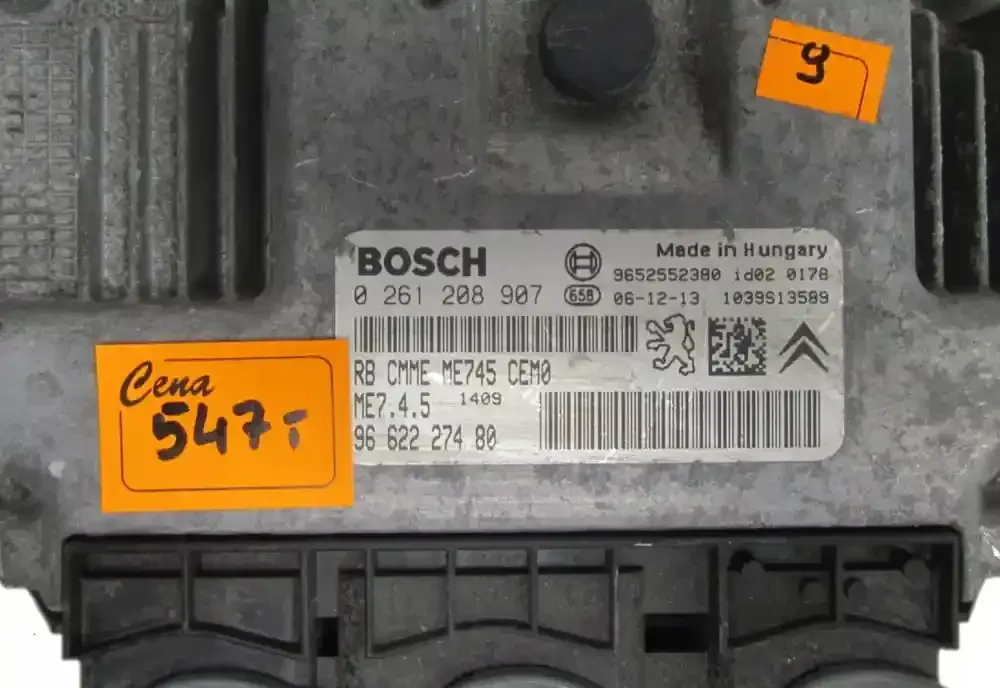 9
BOSCH
Made in Hungary
9652552380 id02 0178
0 261 208 907
658
06-12-13 1039S13589
RB CMME ME745 CEM0
ME7.4.5 1409
96 622 274 80
Cena
547,-